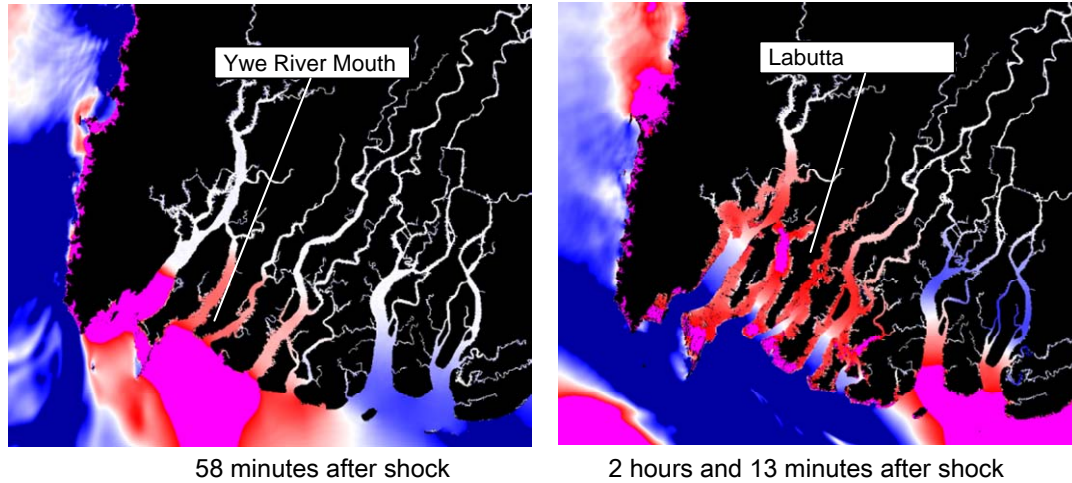 Ywe River Mouth
Labutta
58 minutes after shock
2 hours and 13 minutes after shock